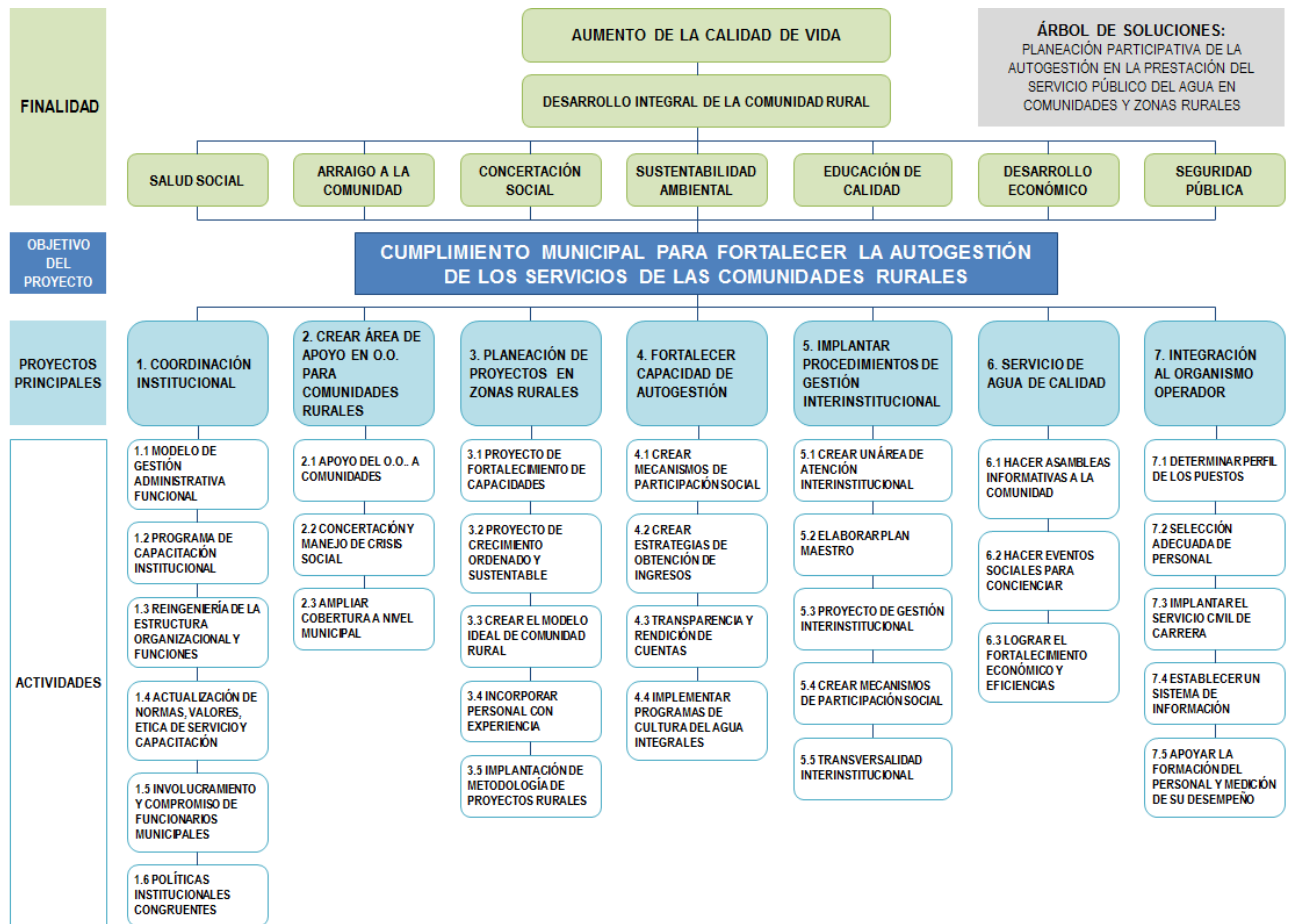 AUMENTO DE LA CALIDAD DE VIDA
ÁRBOL DE SOLUCIONES:
PLANEACIÓN PARTICIPATIVA DE LA
AUTOGESTIÓN EN LA PRESTACIÓN DEL
SERVICIO PÚBLICO DEL AGUA EN
COMUNIDADES Y ZONAS RURALES
FINALIDAD
DESARROLLO INTEGRAL DE LA COMUNIDAD RURAL
SALUD SOCIAL
ARRAIGO A LA
COMUNIDAD
CONCERTACIÓN
SOCIAL
SUSTENTABILIDAD
AMBIENTAL
EDUCACIÓN DE
CALIDAD
DESARROLLO
ECONÓMICO
SEGURIDAD
PÚBLICA
OBJETIVO
DEL
PROYECTO
CUMPLIMIENTO MUNICIPAL PARA FORTALECER LA AUTOGESTIÓN
DE LOS SERVICIOS DE LAS COMUNIDADES RURALES
PROYECTOS
PRINCIPALES
1. COORDINACIÓN
INSTITUCIONAL
2. CREAR ÁREA DE
APOYO EN O.O.
PARA
COMUNIDADES
RURALES
3. PLANEACIÓN DE
PROYECTOS EN
ZONAS RURALES
4. FORTALECER
CAPACIDAD DE
AUTOGESTIÓN
5. IMPLANTAR
PROCEDIMIENTOS DE
GESTIÓN
INTERINSTITUCIONAL
6. SERVICIO DE
AGUA DE CALIDAD
7. INTEGRACIÓN
AL ORGANISMO
OPERADOR
ACTIVIDADES
1.1 MODELO DE
GESTIÓN
ADMINISTRATIVA
FUNCIONAL
1.2 PROGRAMA DE
CAPACITACIÓN
INSTITUCIONAL
1.3 REINGENIERÍA DE LA
ESTRUCTURA
ORGANIZACIONAL Y
FUNCIONES
1.4 ACTUALIZACIÓN DE
NORMAS, VALORES,
ETICA DE SERVICIO Y
CAPACITACIÓN
1.5 INVOLUCRAMIENTO
Y COMPROMISO DE
FUNCIONARIOS
MUNICIPALES
1.6 POLÍTICAS
INSTITUCIONALES
CONGRUENTES
2.1 APOYO DEL O.O.. A
COMUNIDADES
2.2 CONCERTACIÓN Y
MANEJO DE CRISIS
SOCIAL
2.3 AMPLIAR
COBERTURA A NIVEL
MUNICIPAL
3.1 PROYECTO DE
FORTALECIMIENTO DE
CAPACIDADES
3.2 PROYECTO DE
CRECIMIENTO
ORDENADO Y
SUSTENTABLE
3.3 CREAR EL MODELO
IDEAL DE COMUNIDAD
RURAL
3.4 INCORPORAR
PERSONAL CON
EXPERIENCIA
3.5 IMPLANTACIÓN DE
METODOLOGÍA DE
PROYECTOS RURALES
4.1 CREAR
MECANISMOS DE
PARTICIPACIÓN SOCIAL
4.2 CREAR
ESTRATEGIAS DE
OBTENCIÓN DE
INGRESOS
4.3 TRANSPARENCIA Y
RENDICIÓN DE
CUENTAS
4.4 IMPLEMENTAR
PROGRAMAS DE
CULTURA DEL AGUA
INTEGRALES
5.1 CREAR UN ÁREA DE
ATENCIÓN
INTERINSTITUCIONAL
5.2 ELABORAR PLAN
MAESTRO
5.3 PROYECTO DE GESTIÓN
INTERINSTITUCIONAL
5.4 CREAR MECANISMOS
DE PARTICIPACIÓN SOCIAL
5.5 TRANSVERSALIDAD
INTERINSTITUCIONAL
6.1 HACER ASAMBLEAS
INFORMATIVAS A LA
COMUNIDAD
6.2 HACER EVENTOS
SOCIALES PARA
CONCIENCIAR
6.3 LOGRAR EL
FORTALECIMIENTO
ECONÓMICO Y
EFICIENCIAS
7.1 DETERMINAR PERFIL
DE LOS PUESTOS
7.2 SELECCIÓN
ADECUADA DE
PERSONAL
7.3 IMPLANTAR EL
SERVICIO CIVIL DE
CARRERA
7.4 ESTABLECER UN
SISTEMA DE
INFORMACIÓN
7.5 APOYAR LA
FORMACIÓN DEL
PERSONAL Y MEDICIÓN
DE SU DESEMPEÑO